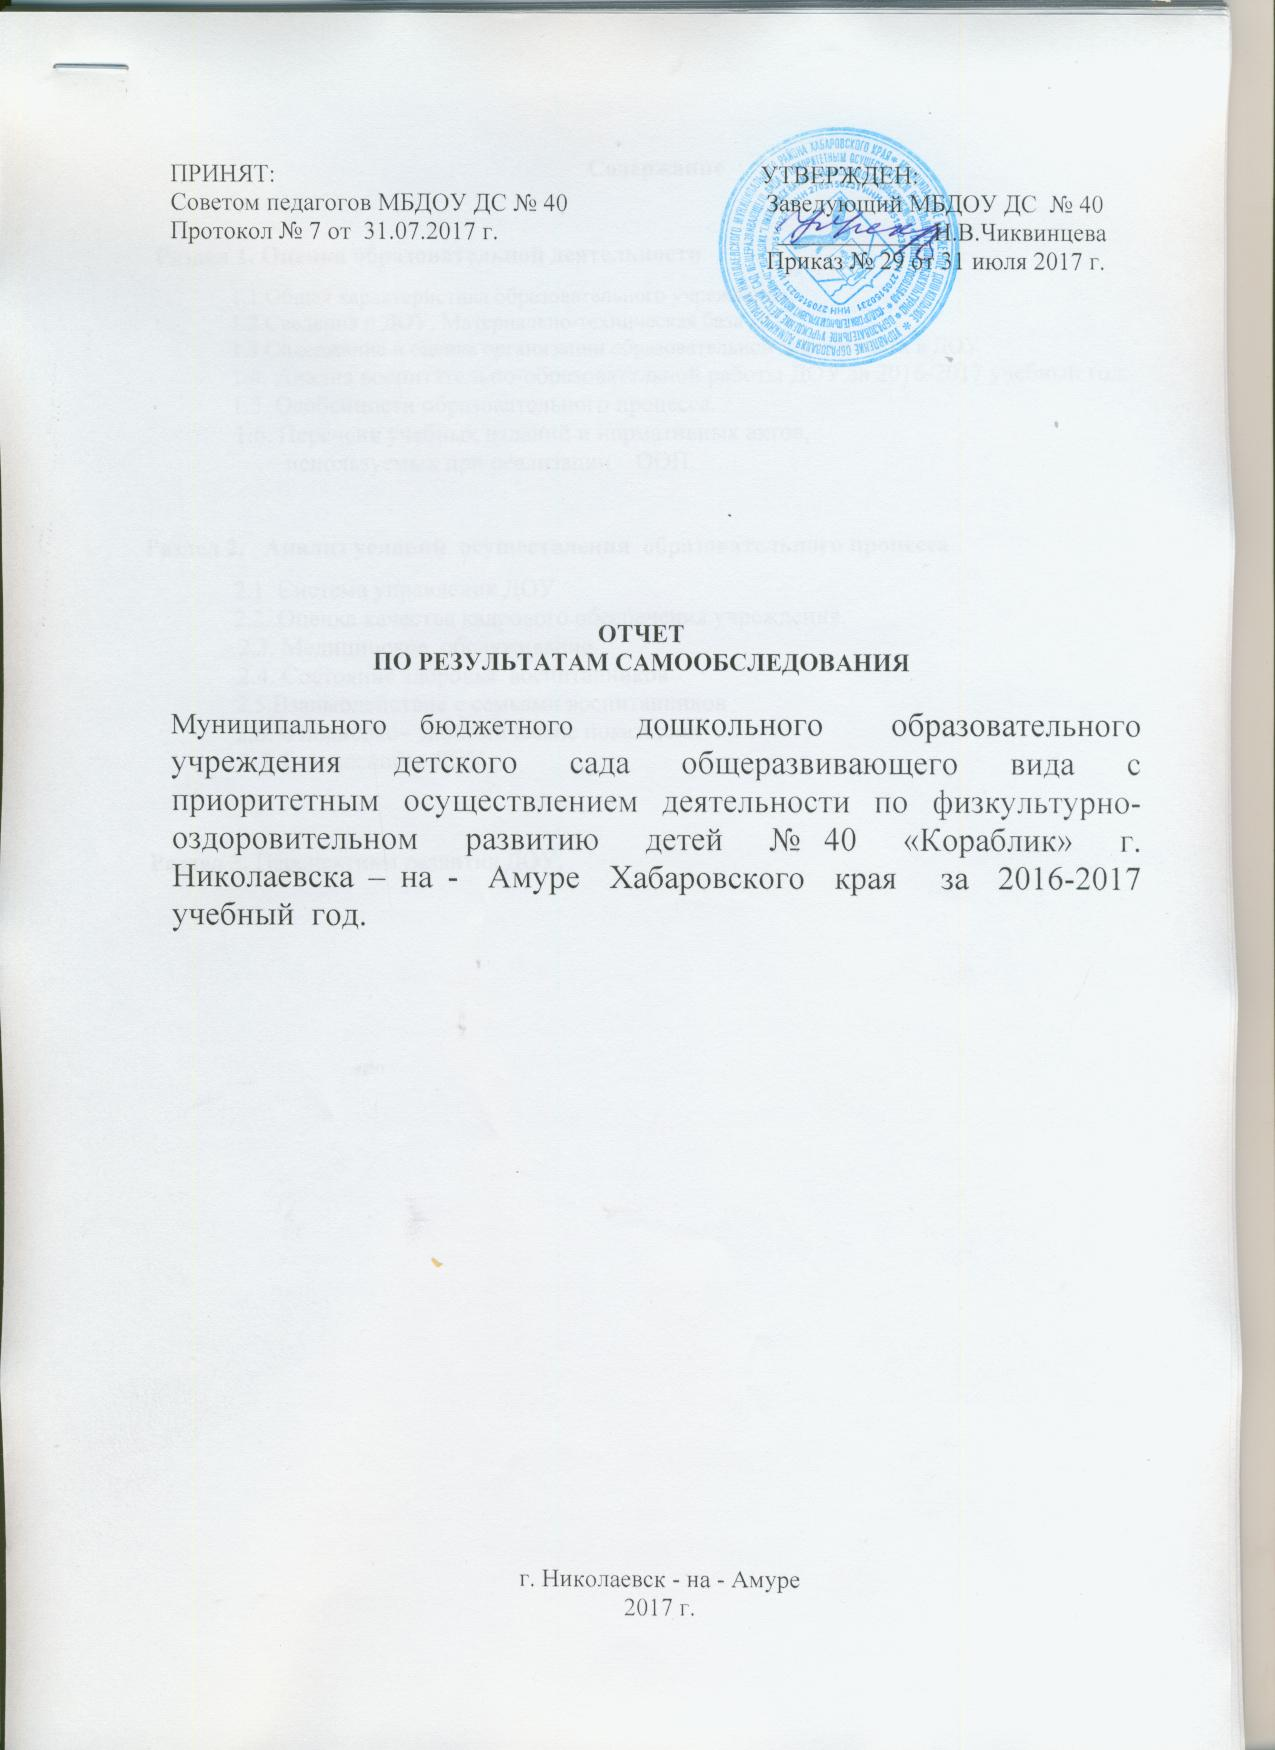 ПРИНЯТ:
Советом педагогов МБДОУ ДС № 40
Протокол № 7 от 31.07.2017 г.
УТВЕРЖДЕН:
Заведующий МБДОУ ДС № 40
Н.В.Чиквинцева
Приказ № 29 от 31 июля 2017 г.
ОТЧЕТ
ПО РЕЗУЛЬТАТАМ САМООБСЛЕДОВАНИЯ
Муниципального бюджетного дошкольного образовательного
учреждения детского сада общеразвивающего вида с
приоритетным осуществлением деятельности по физкультурно-
оздоровительном развитию детей № 40 «Кораблик» г.
Николаевска – на - Амуре Хабаровского края за 2016-2017
учебный год.
г. Николаевск - на - Амуре
2017 г.